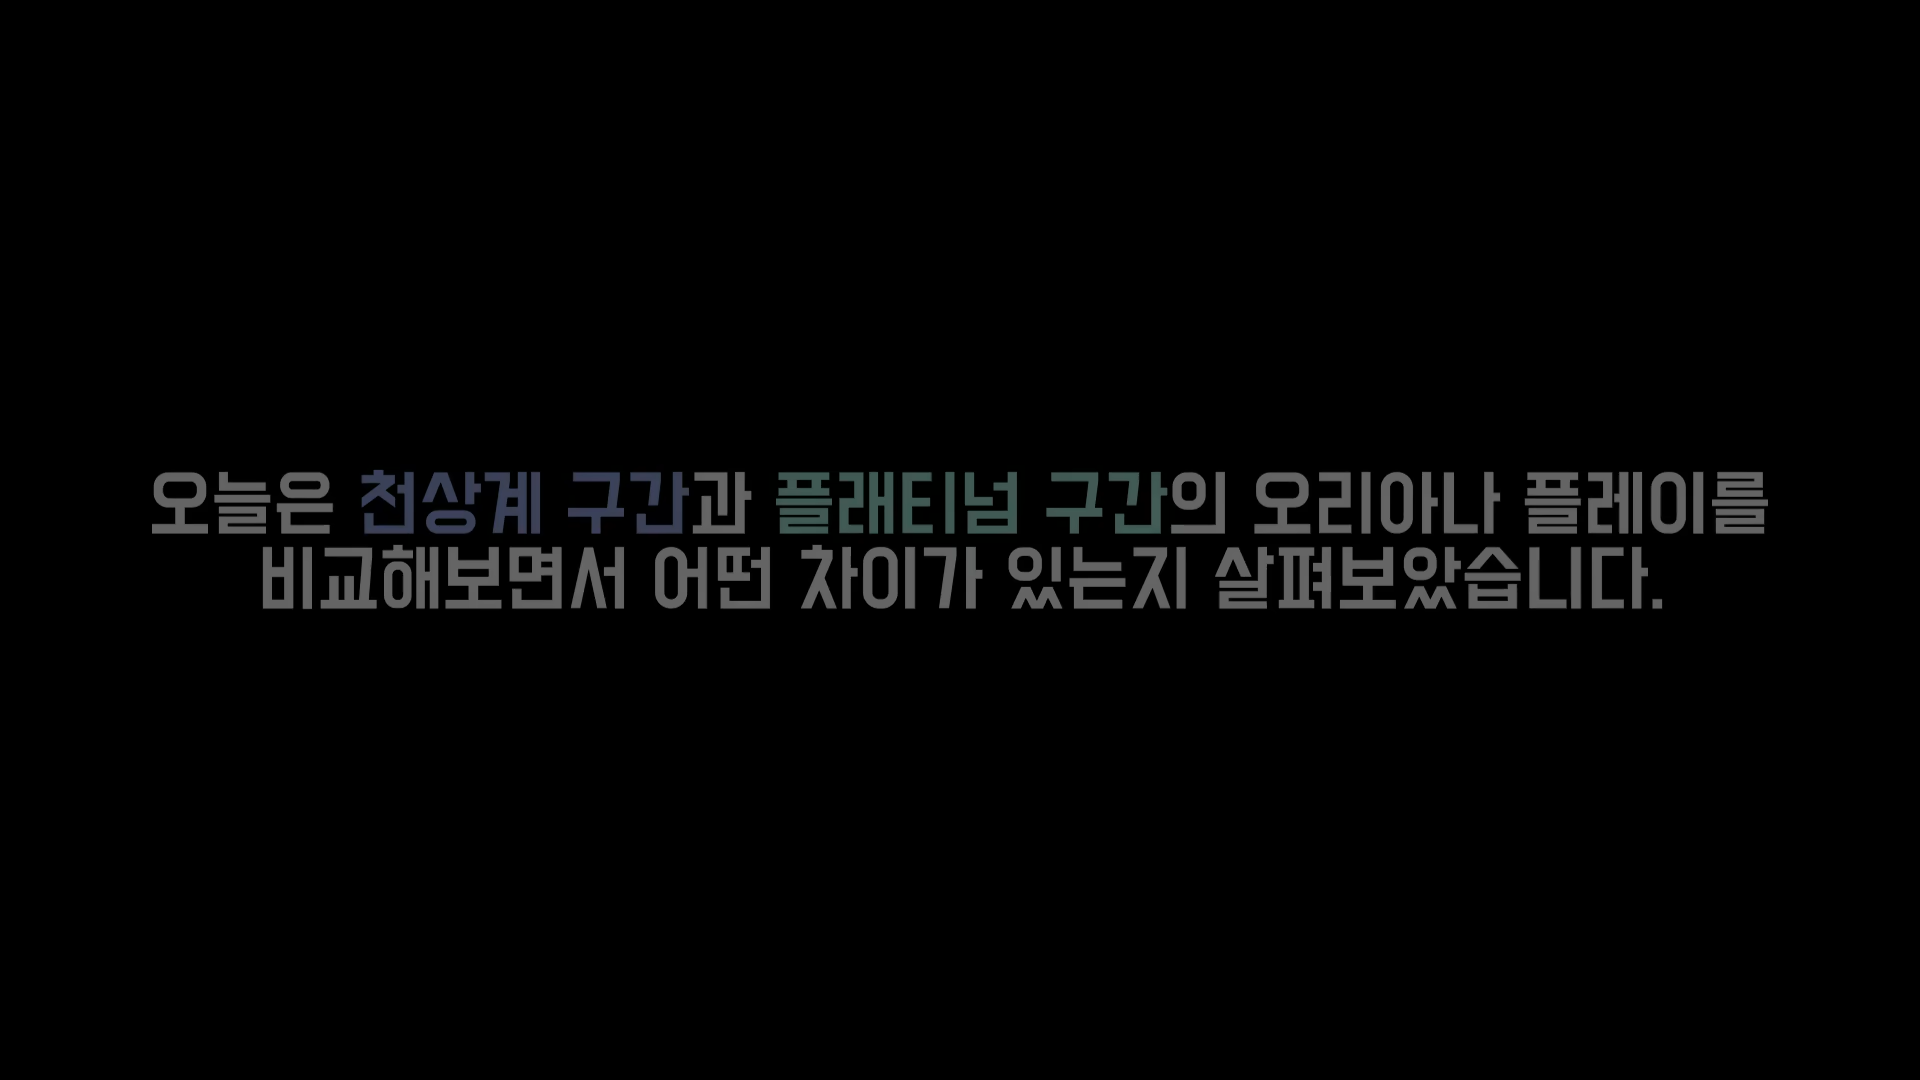 오늘은 천상계 구간과 플래티넘 구간의 오리아나 플레이를
비교해보면서 어떤 차이가 있는지 살펴보았습니다.